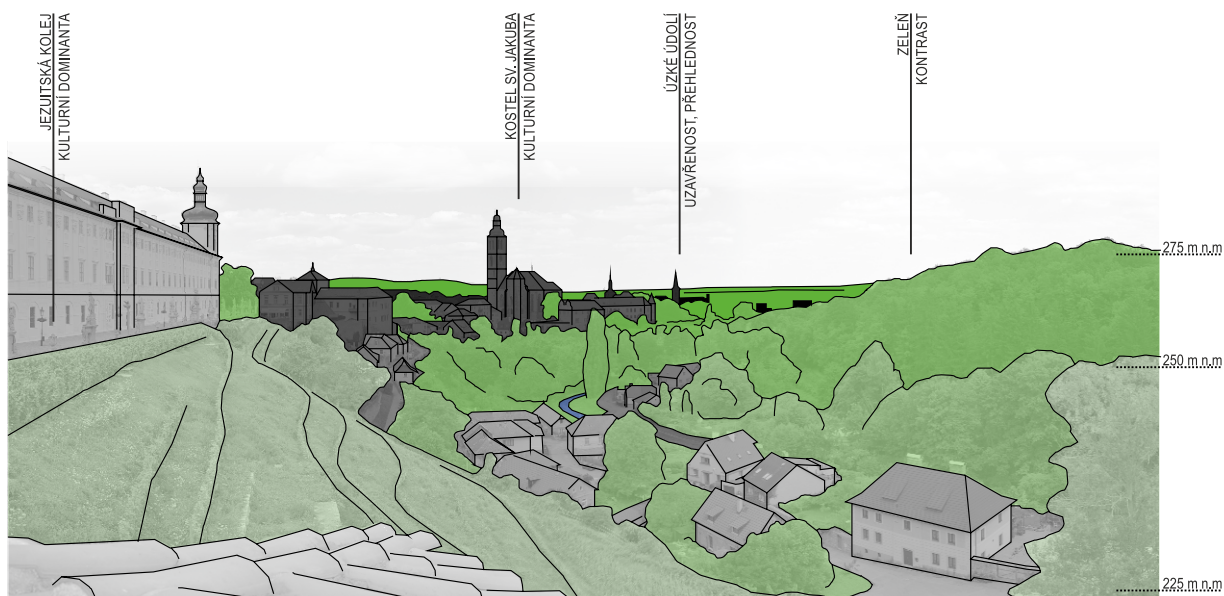 JEZUITSKÁ KOLEJ
KULTURNÍ DOMINANTA
KOSTEL SV. JAKUBA
KULTURNÍ DOMINANTA
ÚZKÉ ÚDOLÍ
UZAVŘENOST, PŘEHLEDNOST
ZELEŇ
KONTRAST
275 m n.m
250 m n.m
225 m n.m